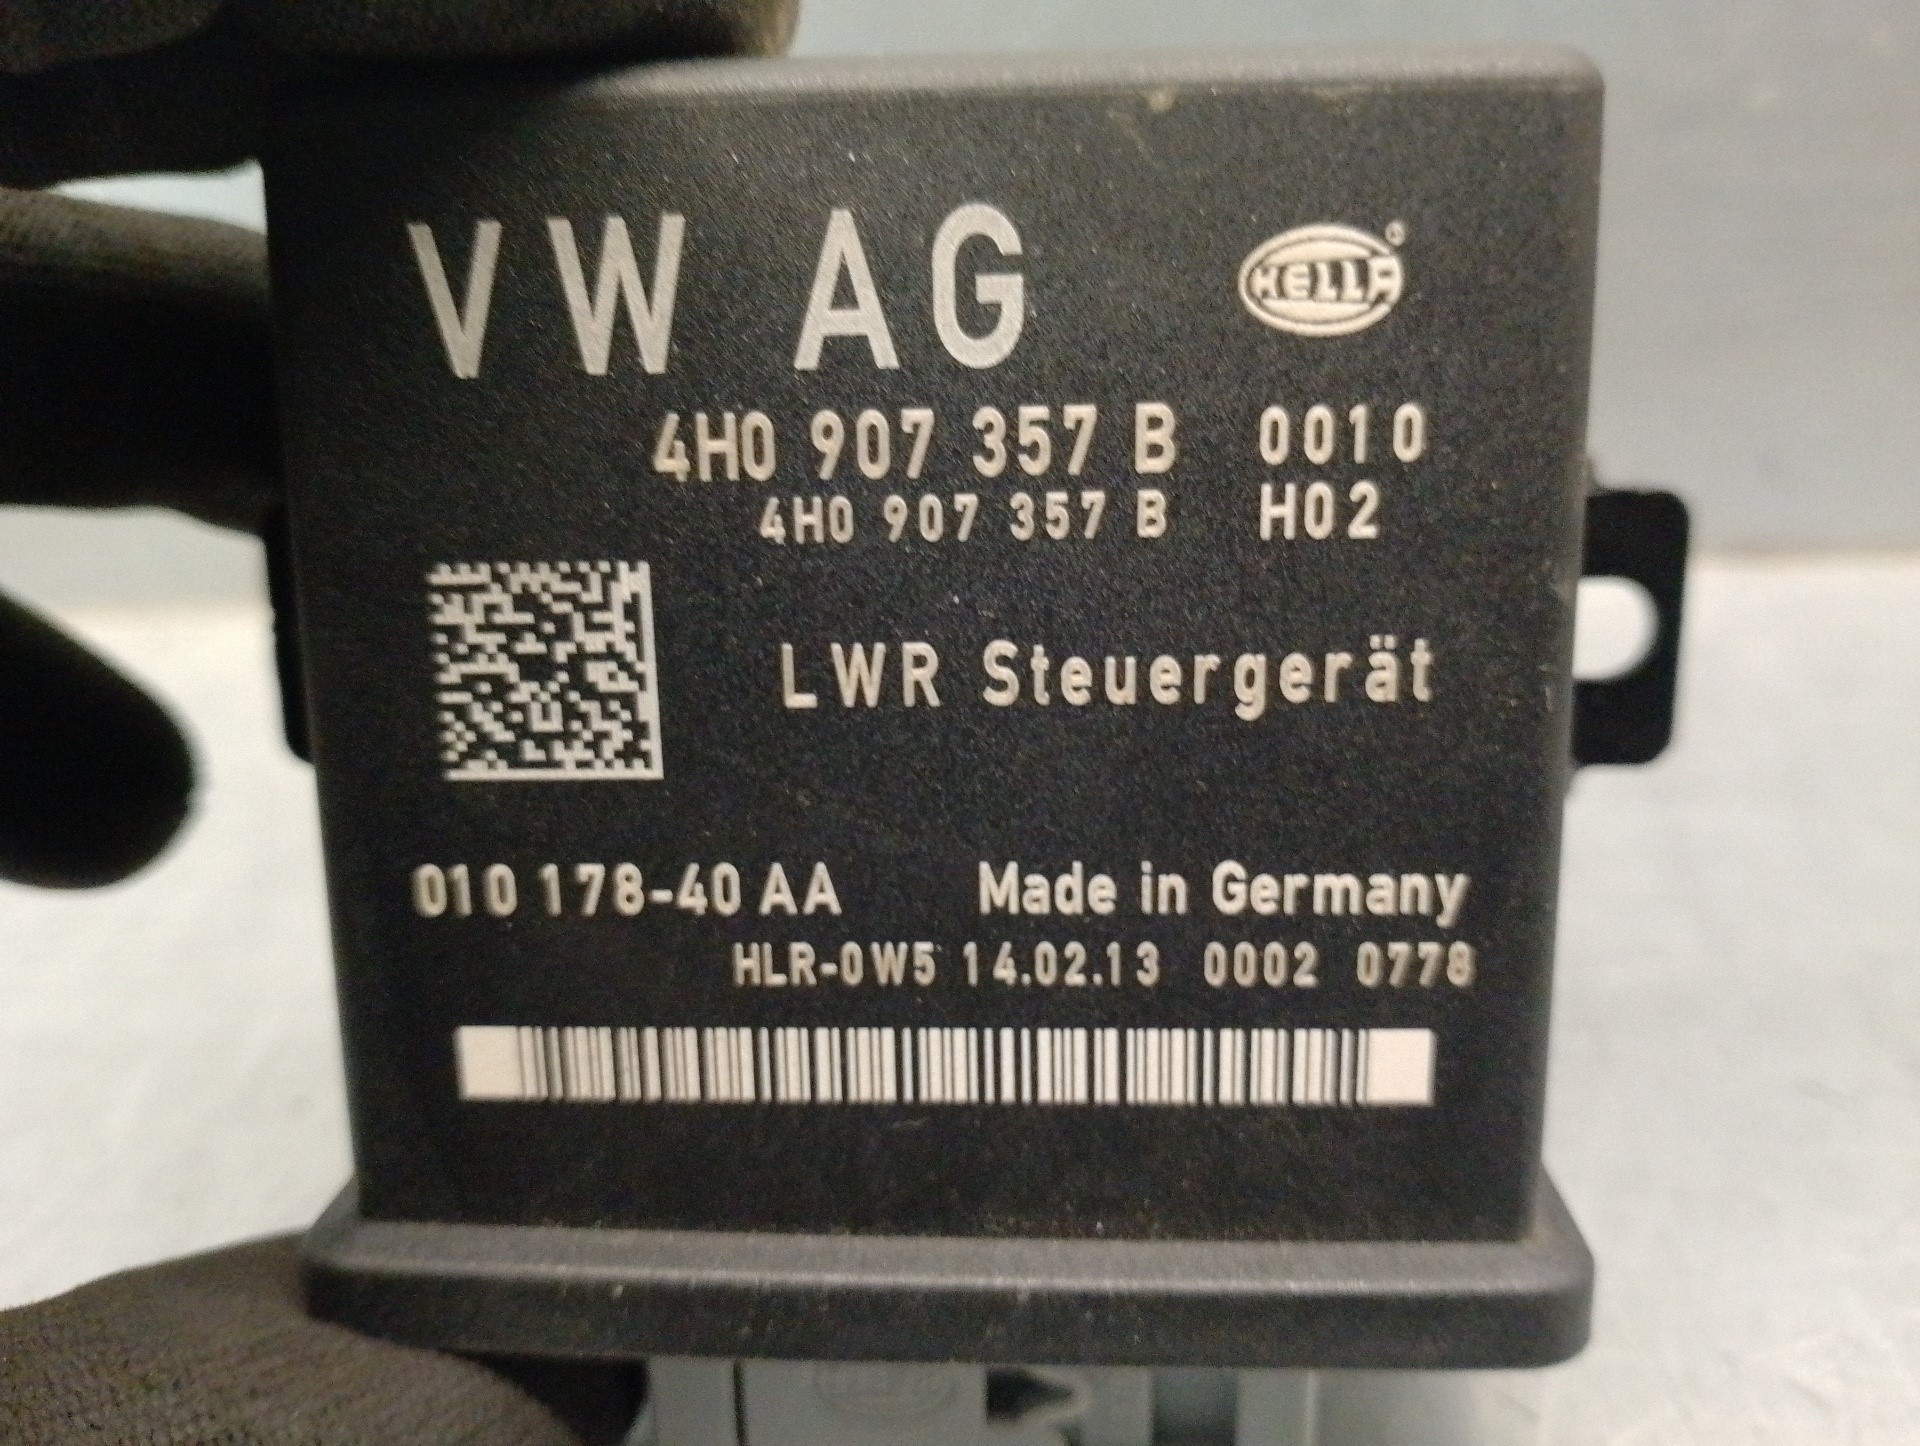 VW AG
HELLA
4H0 907 357 B 0010
4H0 907 357 B H02
LWR Steuergerät
010 178-40 AA Made in Germany
HLR-0W5 14.02.13 0002 0778